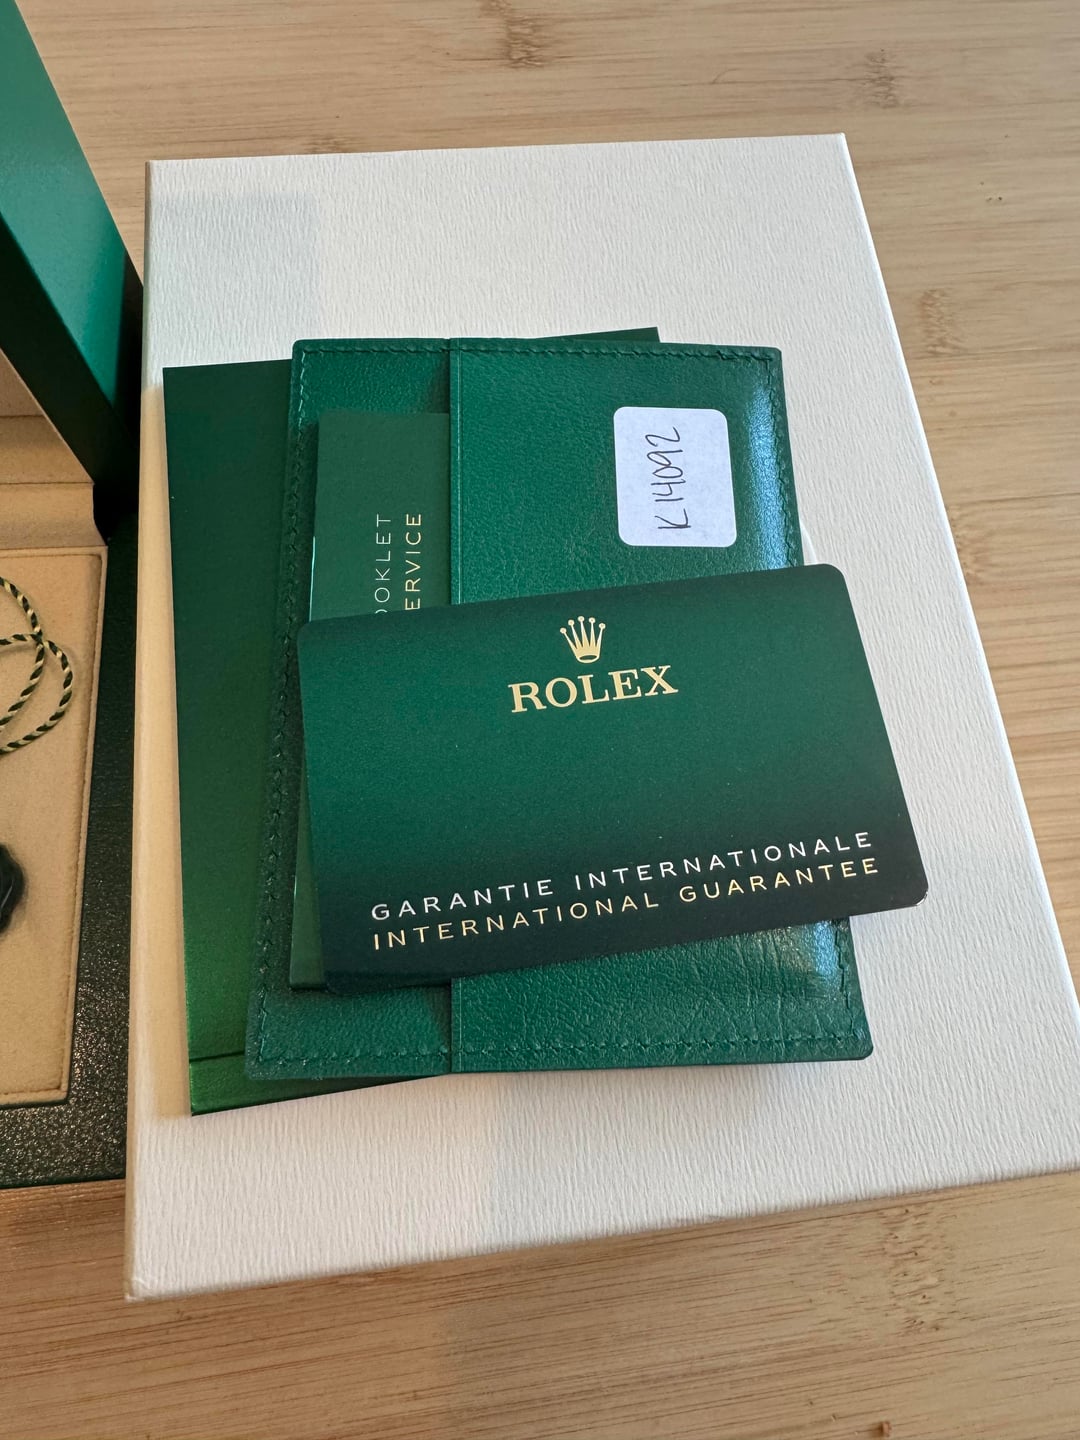 K14092
OOKLET
ERVICE
ROLEX
GARANTIE INTERNATIONALE
INTERNATIONAL GUARANTEE